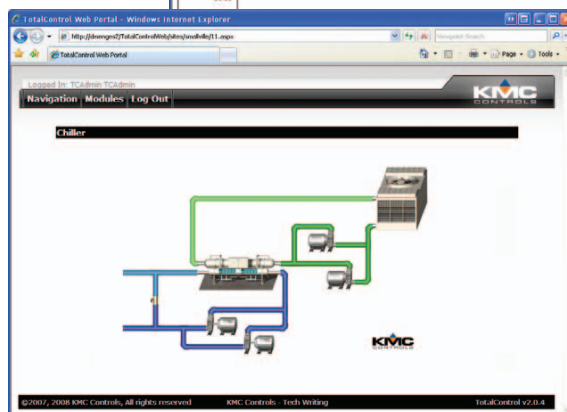 TotalControl Web Portal - Windows Internet Explorer
TotalControl Web Portal
Page
Tools
Logged In: TCAdmin TCAdmin
Navigation Modules Log Out
KMC
CONTROLS
Chiller
KMC
CONTROLS
©2007, 2008 KMC Controls, All rights reserved KMC Controls - Tech Writing TotalControl v2.0.4